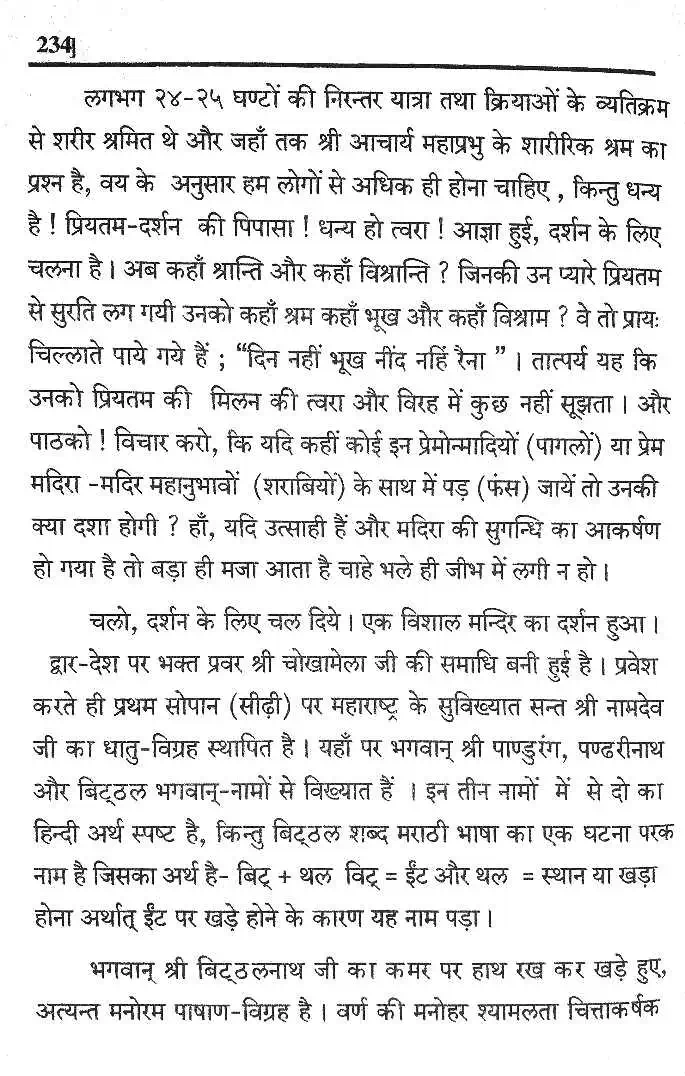 234]
लगभग २४-२५ घण्टों की निरन्तर यात्रा तथा क्रियाओं के व्यतिक्रम
से शरीर श्रमित थे और जहाँ तक श्री आचार्य महाप्रभु के शारीरिक श्रम का
प्रश्न है, वय के अनुसार हम लोगों से अधिक ही होना चाहिए , किन्तु धन्य
है ! प्रियतम-दर्शन की पिपासा ! धन्य हो त्वरा ! आज्ञा हुई, दर्शन के लिए
चलना है । अब कहाँ श्रान्ति और कहाँ विश्रान्ति ? जिनकी उन प्यारे प्रियतम
से सुरति लग गयी उनको कहाँ श्रम कहाँ भूख और कहाँ विश्राम ? वे तो प्रायः
चिल्लाते पाये गये हैं ; “दिन नहीं भूख नींद नहिं रैना ” । तात्पर्य यह कि
उनको प्रियतम की मिलन की त्वरा और विरह में कुछ नहीं सूझता । और
पाठको ! विचार करो, कि यदि कहीं कोई इन प्रेमोन्मादियों (पागलों) या प्रेम
मदिरा -मदिर महानुभावों (शराबियों) के साथ में पड़ (फंस) जायें तो उनकी
क्या दशा होगी ? हाँ, यदि उत्साही हैं और मदिरा की सुगन्धि का आकर्षण
हो गया है तो बड़ा ही मजा आता है चाहे भले ही जीभ में लगी न हो ।
चलो, दर्शन के लिए चल दिये । एक विशाल मन्दिर का दर्शन हुआ ।
द्वार-देश पर भक्त प्रवर श्री चोखामेला जी की समाधि बनी हुई है । प्रवेश
करते ही प्रथम सोपान (सीढ़ी) पर महाराष्ट्र के सुविख्यात सन्त श्री नामदेव
जी का धातु-विग्रह स्थापित है । यहाँ पर भगवान् श्री पाण्डुरंग, पण्ढरीनाथ
और बिट्ठल भगवान्-नामों से विख्यात हैं । इन तीन नामों में से दो का
हिन्दी अर्थ स्पष्ट है, किन्तु बिट्ठल शब्द मराठी भाषा का एक घटना परक
नाम है जिसका अर्थ है- बिट् + थल विट् = ईंट और थल = स्थान या खड़ा
होना अर्थात् ईंट पर खड़े होने के कारण यह नाम पड़ा ।
भगवान् श्री बिट्ठलनाथ जी का कमर पर हाथ रख कर खड़े हुए,
अत्यन्त मनोरम पाषाण-विग्रह है । वर्ण की मनोहर श्यामलता चित्ताकर्षक